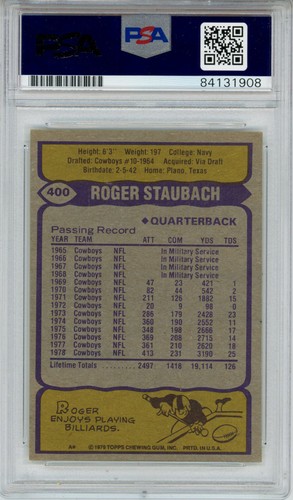 PSA
PSA
84131908
Height: 6'3" Weight: 197 College: Navy
Drafted: Cowboys #10-1964 Acquired: Via Draft
Birthdate: 2-5-42 Home: Plano, Texas
400 ROGER STAUBACH
◆QUARTERBACK
Passing Record
YEAR TEAM ATT COM YDS TDS
1965 Cowboys NFL In Military Service
1966 Cowboys NFL In Military Service
1967 Cowboys NFL In Military Service
1968 Cowboys NFL In Military Service
1969 Cowboys NFL 47 23 421 1
1970 Cowboys NFL 82 44 542 2
1971 Cowboys NFL 211 126 1882 15
1972 Cowboys NFL 20 9 98 -0
1973 Cowboys NFL 286 179 2428 23
1974 Cowboys NFL 360 190 2552 11
1975 Cowboys NFL 348 198 2666 17
1976 Cowboys NFL 369 208 2715 14
1977 Cowboys NFL 361 210 2620 18
1978 Cowboys NFL 413 231 3190 25
Lifetime Totals 2497 1418 19,114 126
ROGER
ENJOYS PLAYING
BILLIARDS.
© 1979 TOPPS CHEWING GUM, INC. PRTD. IN U.S.A.